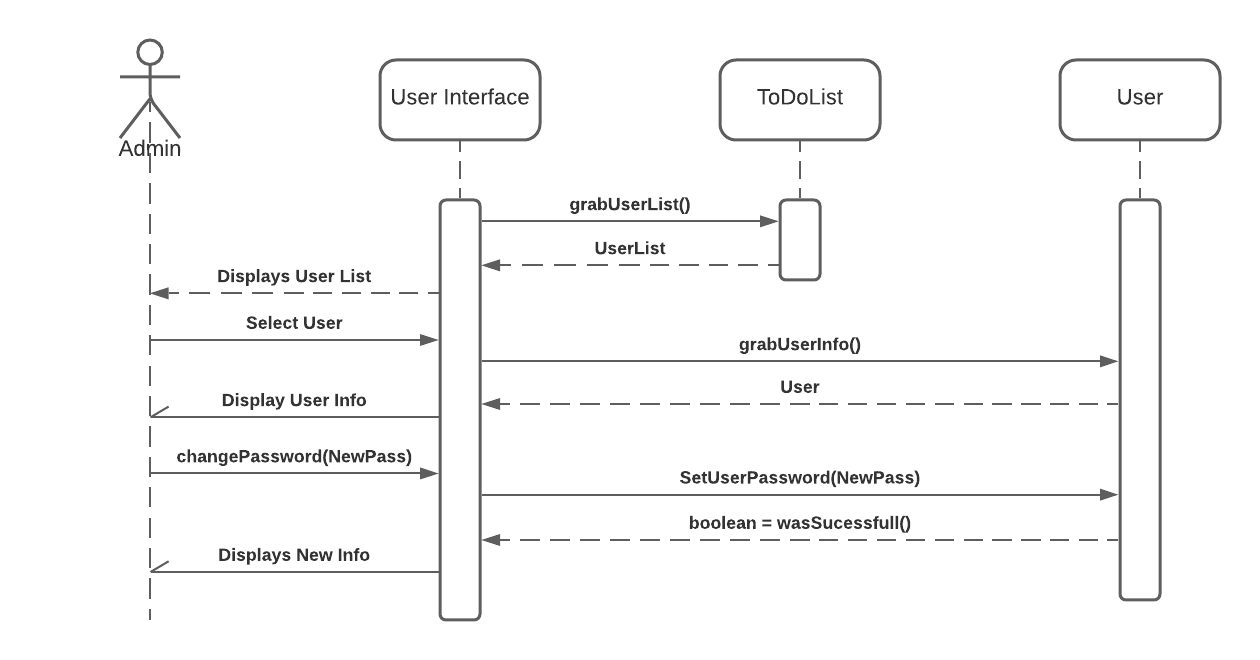 User Interface
ToDoList
User
Admin
grabUserList()
UserList
Displays User List
Select User
grabUserInfo()
User
Display User Info
changePassword(NewPass)
SetUserPassword(NewPass)
boolean = wasSucessfull()
Displays New Info